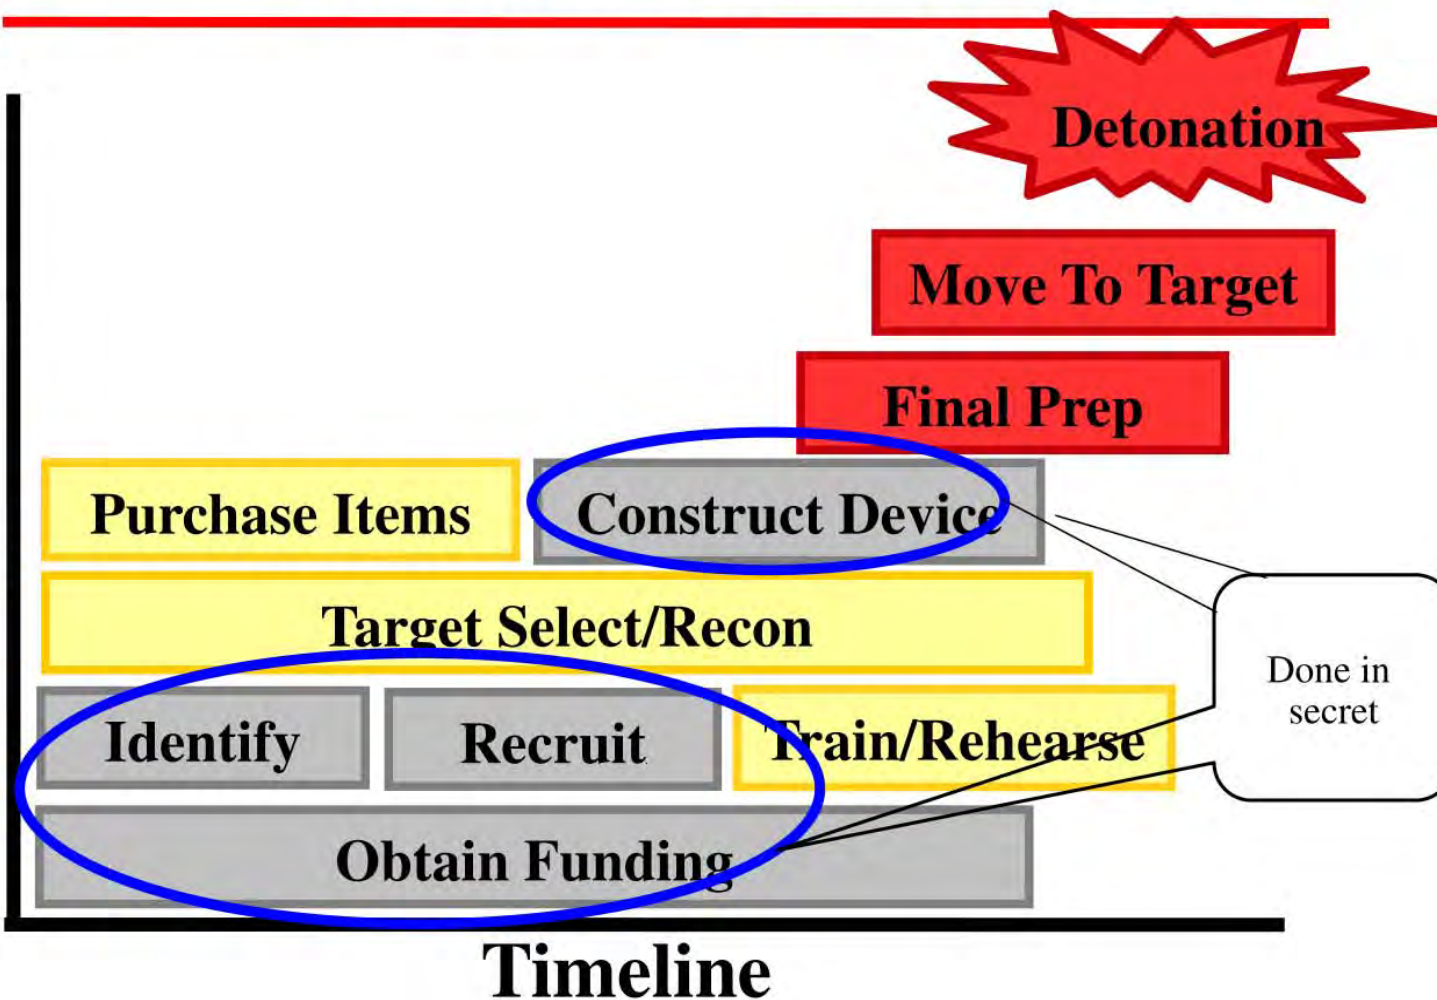 Detonation
Move To Target
Final Prep
Purchase Items
Construct Device
Target Select/Recon
Identify
Recruit
Train/Rehearse
Done in
secret
Obtain Funding
Timeline